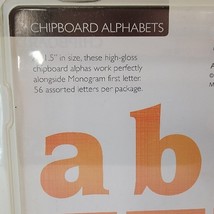 CHIPBOARD ALPHABETS
1.5" in size, these high-gloss
chipboard alphas work perfectly
alongside Monogram first letter.
56 assorted letters per package.
a b